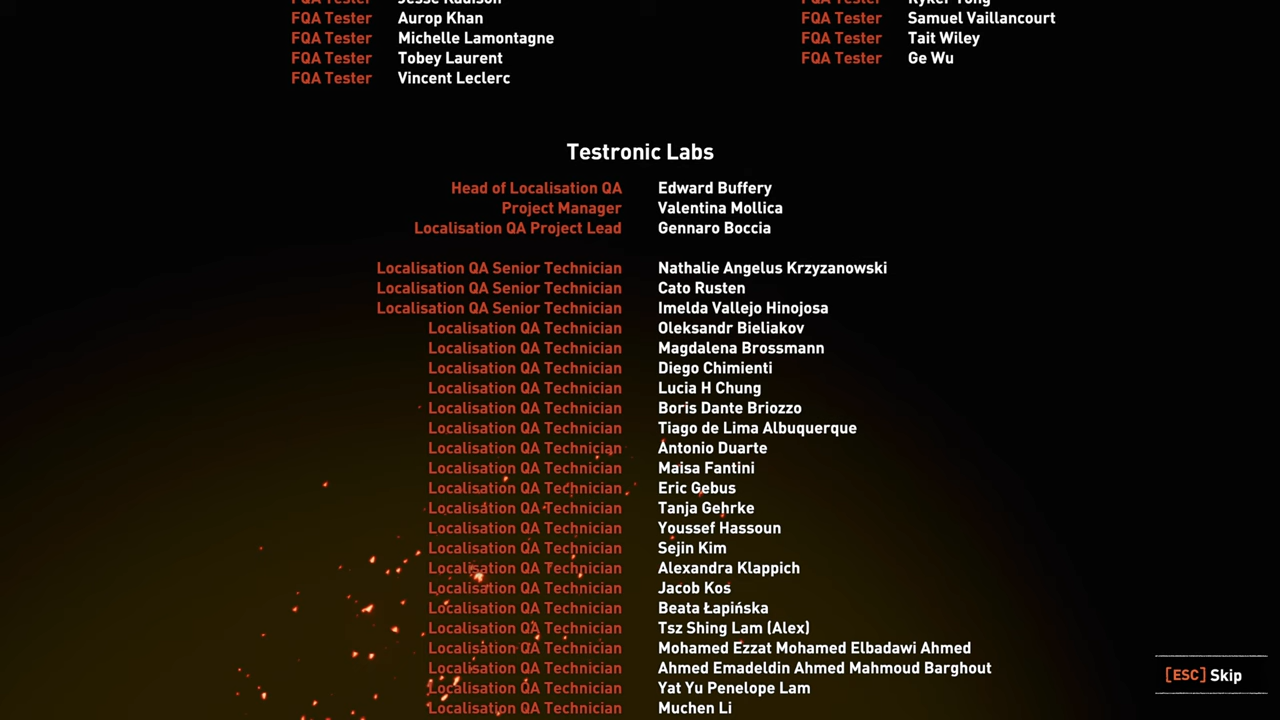 FQA Tester Jesse Radison
FQA Tester Aurop Khan
FQA Tester Michelle Lamontagne
FQA Tester Tobey Laurent
FQA Tester Vincent Leclerc
FQA Tester Ryker Tong
FQA Tester Samuel Vaillancourt
FQA Tester Tait Wiley
FQA Tester Ge Wu
Testronic Labs
Head of Localisation QA Edward Buffery
Project Manager Valentina Mollica
Localisation QA Project Lead Gennaro Boccia
Localisation QA Senior Technician Nathalie Angelus Krzyzanowski
Localisation QA Senior Technician Cato Rusten
Localisation QA Senior Technician Imelda Vallejo Hinojosa
Localisation QA Technician Oleksandr Bieliakov
Localisation QA Technician Magdalena Brossmann
Localisation QA Technician Diego Chimienti
Localisation QA Technician Lucia H Chung
Localisation QA Technician Boris Dante Briozzo
Localisation QA Technician Tiago de Lima Albuquerque
Localisation QA Technician Antonio Duarte
Localisation QA Technician Maisa Fantini
Localisation QA Technician Eric Gebus
Localisation QA Technician Tanja Gehrke
Localisation QA Technician Youssef Hassoun
Localisation QA Technician Sejin Kim
Localisation QA Technician Alexandra Klappich
Localisation QA Technician Jacob Kos
Localisation QA Technician Beata Łapińska
Localisation QA Technician Tsz Shing Lam (Alex)
Localisation QA Technician Mohamed Ezzat Mohamed Elbadawi Ahmed
Localisation QA Technician Ahmed Emadeldin Ahmed Mahmoud Barghout
Localisation QA Technician Yat Yu Penelope Lam
Localisation QA Technician Muchen Li
[ESC] Skip